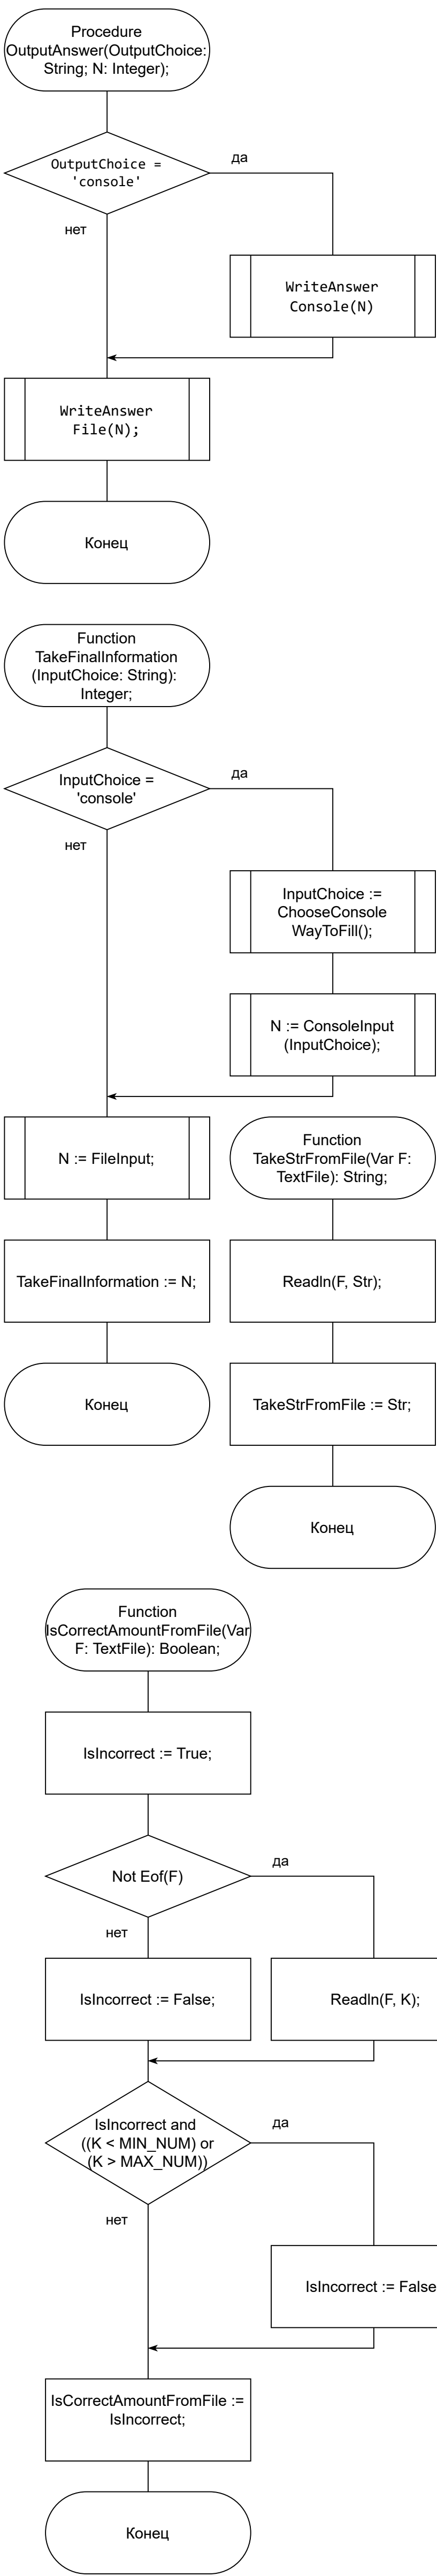 Procedure
OutputAnswer(OutputChoice:
String; N: Integer);
OutputChoice =
'console'
да
нет
WriteAnswer
Console(N)
WriteAnswer
File(N);
Конец
Function
TakeFinalInformation
(InputChoice: String):
Integer;
InputChoice =
'console'
да
нет
InputChoice :=
ChooseConsole
WayToFill();
N := ConsoleInput
(InputChoice);
N := FileInput;
TakeFinalInformation := N;
Конец
Function
TakeStrFromFile(Var F:
TextFile): String;
Readln(F, Str);
TakeStrFromFile := Str;
Конец
Function
IsCorrectAmountFromFile(Var
F: TextFile): Boolean;
IsIncorrect := True;
Not Eof(F)
да
нет
IsIncorrect := False;
Readln(F, K);
IsIncorrect and
((K < MIN_NUM) or
(K > MAX_NUM))
да
нет
IsIncorrect := False
IsCorrectAmountFromFile :=
IsIncorrect;
Конец